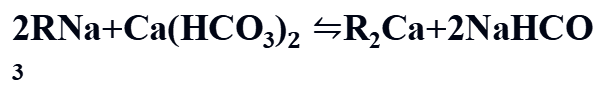 2RNa+Ca(HCO₃)₂ ⇋R₂Ca+2NaHCO
3